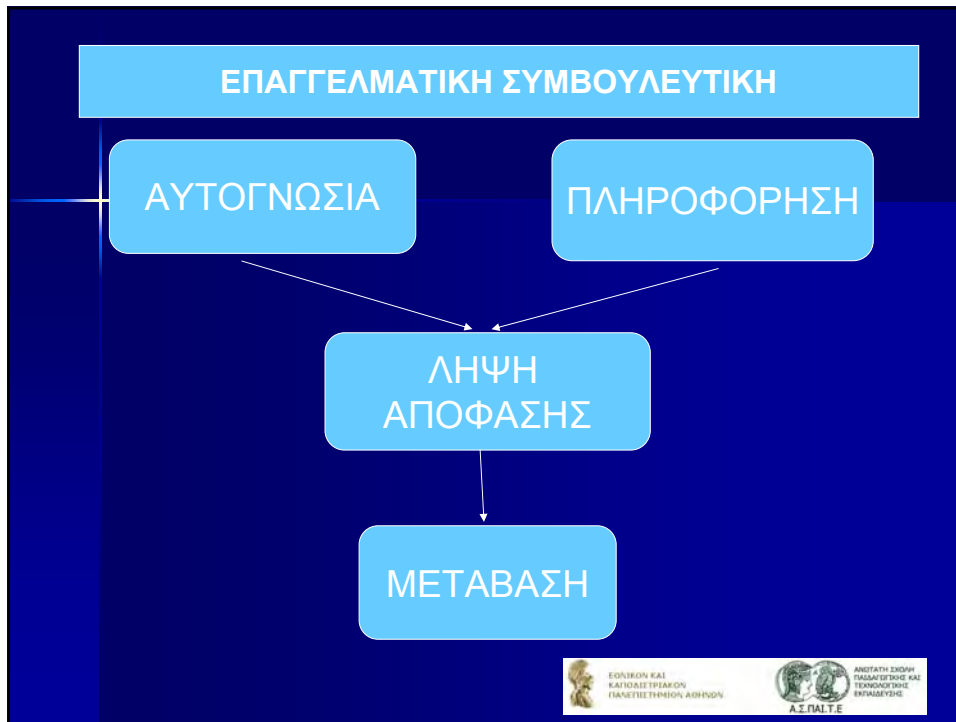 ΕΠΑΓΓΕΛΜΑΤΙΚΗ ΣΥΜΒΟΥΛΕΥΤΙΚΗ
ΑΥΤΟΓΝΩΣΙΑ
ΠΛΗΡΟΦΟΡΗΣΗ
ΛΗΨΗ
ΑΠΟΦΑΣΗΣ
ΜΕΤΑΒΑΣΗ
ΕΘΝΙΚΟΝ ΚΑΙ
ΚΑΠΟΔΙΣΤΡΙΑΚΟΝ
ΠΑΝΕΠΙΣΤΗΜΙΟΝ ΑΘΗΝΩΝ
Α.Σ.ΠΑΙ.Τ.Ε
ΑΝΩΤΑΤΗ ΣΧΟΛΗ
ΠΑΙΔΑΓΩΓΙΚΗΣ ΚΑΙ
ΤΕΧΝΟΛΟΓΙΚΗΣ
ΕΚΠΑΙΔΕΥΣΗΣ